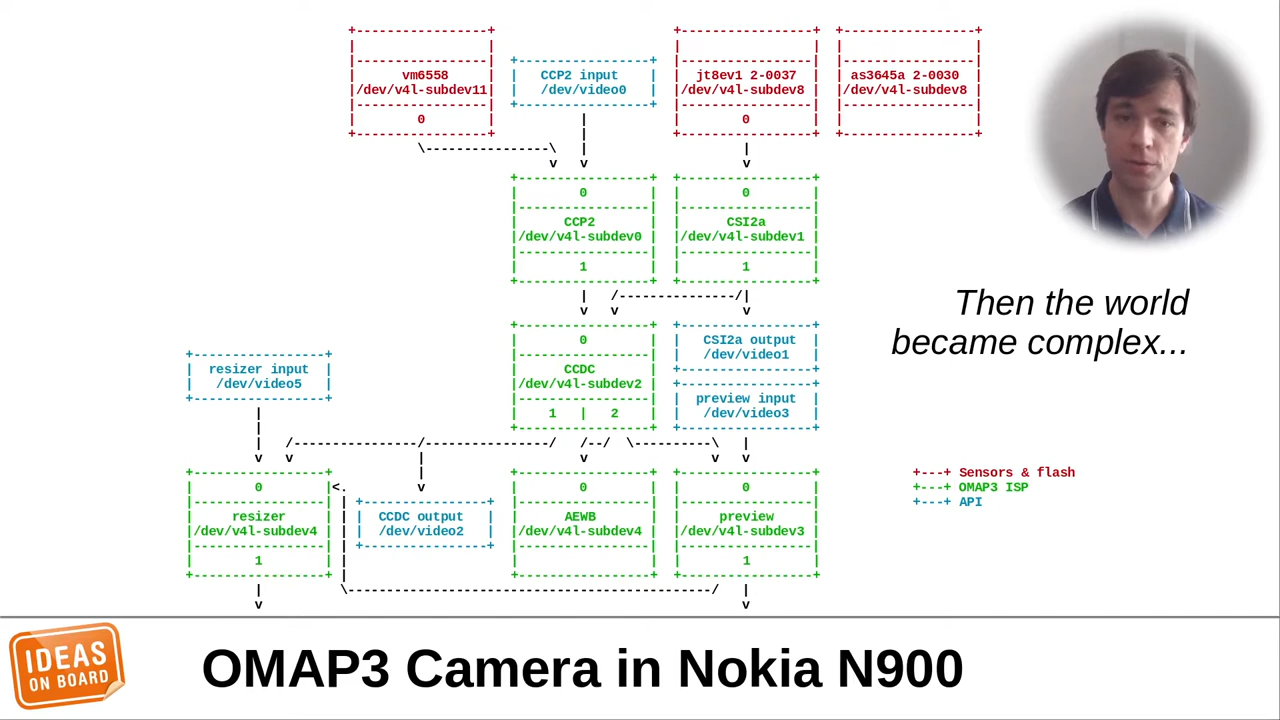 vm6558
/dev/v4l-subdev11
0
CCP2 input
/dev/video0
jt8ev1 2-0037
/dev/v4l-subdev8
0
as3645a 2-0030
/dev/v4l-subdev8
0
CCP2
/dev/v4l-subdev0
1
0
CSI2a
/dev/v4l-subdev1
1
Then the world
became complex...
resizer input
/dev/video5
0
CCDC
/dev/v4l-subdev2
1 | 2
CSI2a output
/dev/video1
preview input
/dev/video3
0
resizer
/dev/v4l-subdev4
1
CCDC output
/dev/video2
0
AEWB
/dev/v4l-subdev4
0
preview
/dev/v4l-subdev3
1
+---+ Sensors & flash
+---+ OMAP3 ISP
+---+ API
IDEAS
ON BOARD
OMAP3 Camera in Nokia N900